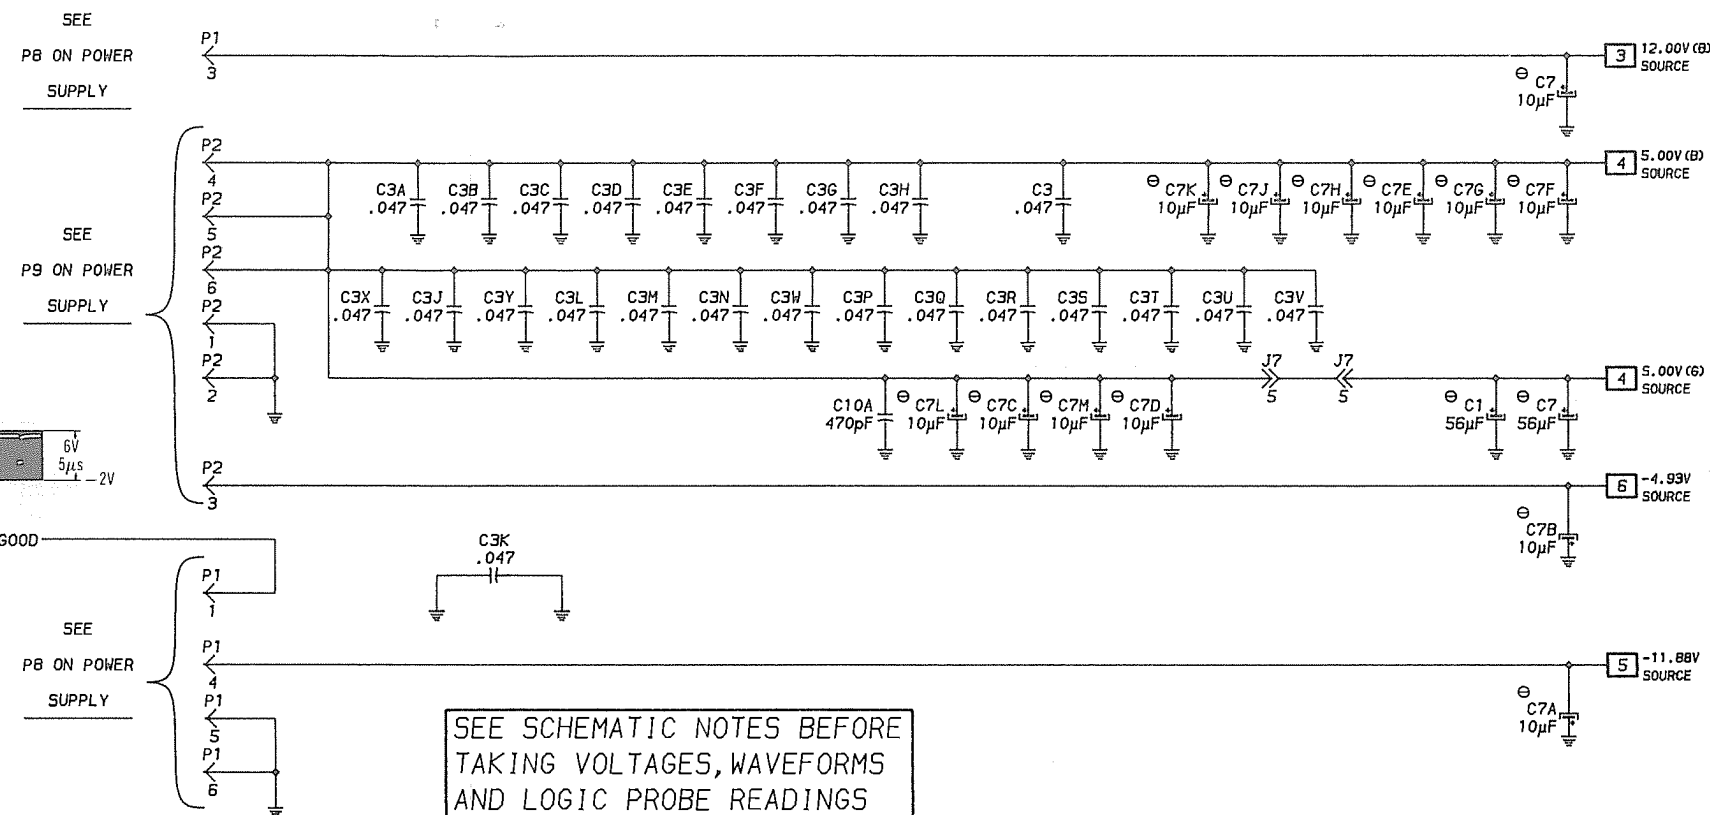 SEE
P8 ON POWER
SUPPLY
P1
3
3 12.00V(B)
SOURCE
⊖ C7
10µF
P2
4
4 5.00V(B)
SOURCE
C3A
.047
C3B
.047
C3C
.047
C3D
.047
C3E
.047
C3F
.047
C3G
.047
C3H
.047
C3
.047
⊖ C7K
10µF
⊖ C7J
10µF
⊖ C7H
10µF
⊖ C7E
10µF
⊖ C7G
10µF
⊖ C7F
10µF
P2
5
SEE
P9 ON POWER
SUPPLY
P2
6
C3X
.047
C3J
.047
C3Y
.047
C3L
.047
C3M
.047
C3N
.047
C3W
.047
C3P
.047
C3Q
.047
C3R
.047
C3S
.047
C3T
.047
C3U
.047
C3V
.047
P2
1
P2
2
J7
5
J7
5
4 5.00V(G)
SOURCE
C10A
470pF
⊖ C7L
10µF
⊖ C7C
10µF
⊖ C7M
10µF
⊖ C7D
10µF
⊖ C1
56µF
⊖ C7
56µF
6V
5µs
-2V
P2
3
6 -4.93V
SOURCE
⊖ C7B
10µF
GOOD
C3K
.047
P1
1
SEE
P8 ON POWER
SUPPLY
P1
4
5 -11.88V
SOURCE
⊖ C7A
10µF
P1
5
P1
6
SEE SCHEMATIC NOTES BEFORE
TAKING VOLTAGES, WAVEFORMS
AND LOGIC PROBE READINGS